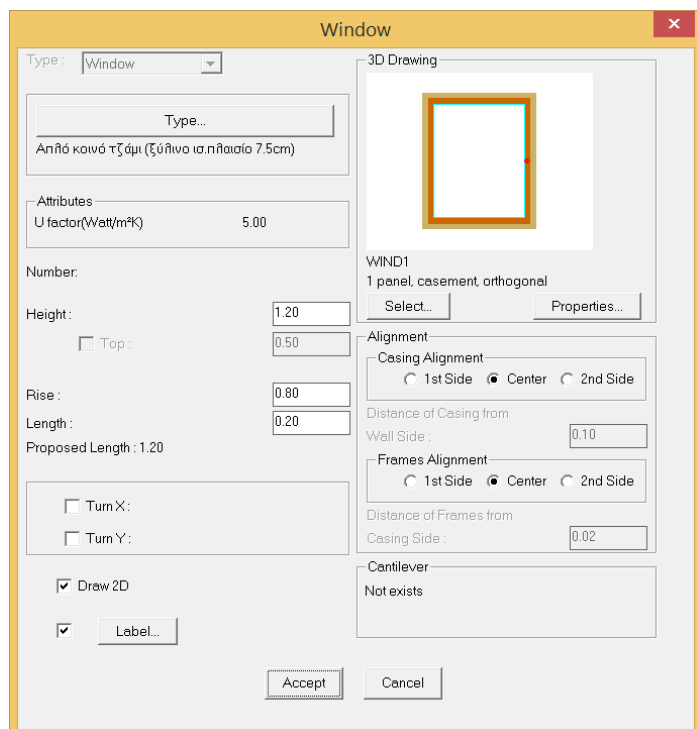 Window
Type :
Window
Type...
Απλό κοινό τζάμι (ξύλινο ισ.πλαισίο 7.5cm)
Attributes
U factor(Watt/m²K) 5.00
Number:
Height : 1.20
Top : 0.50
Rise : 0.80
Length : 0.20
Proposed Length : 1.20
Turn X :
Turn Y :
Draw 2D
Label...
3D Drawing
WIND1
1 panel, casement, orthogonal
Select... Properties...
Alignment
Casing Alignment
1st Side Center 2nd Side
Distance of Casing from
Wall Side : 0.10
Frames Alignment
1st Side Center 2nd Side
Distance of Frames from
Casing Side : 0.02
Cantilever
Not exists
Accept Cancel